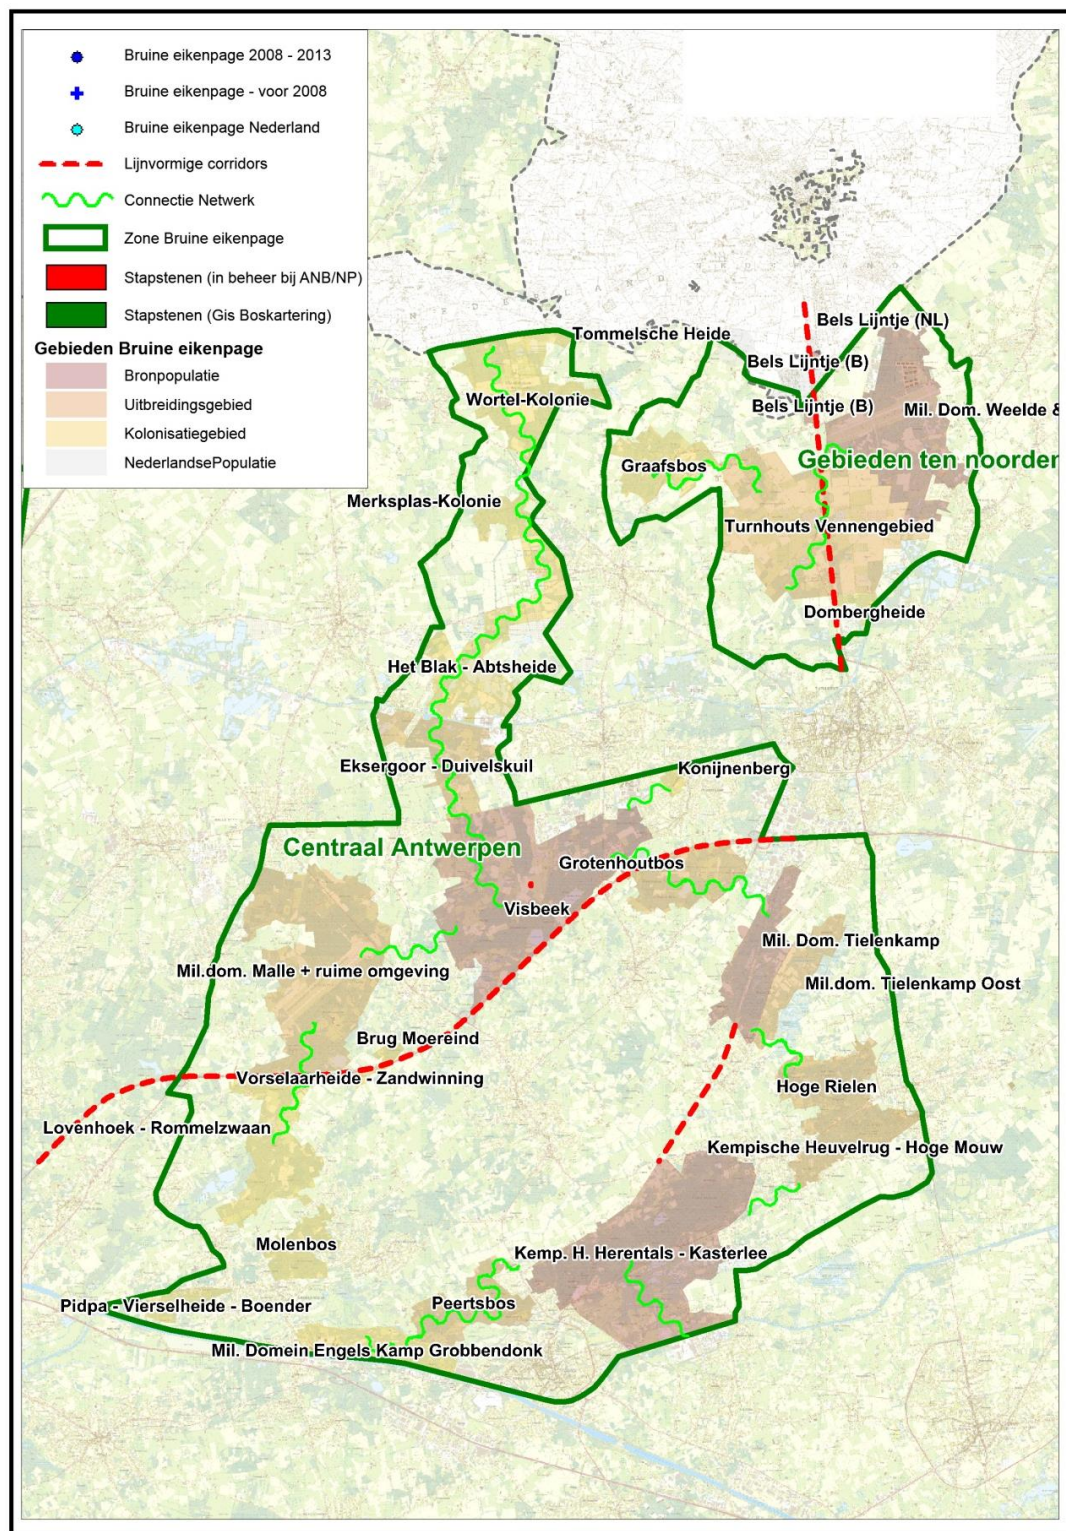 Bruine eikenpage 2008 - 2013
Bruine eikenpage - voor 2008
Bruine eikenpage Nederland
Lijnvormige corridors
Connectie Netwerk
Zone Bruine eikenpage
Stapstenen (in beheer bij ANB/NP)
Stapstenen (Gis Boskartering)
Gebieden Bruine eikenpage
Bronpopulatie
Uitbreidingsgebied
Kolonisatiegebied
NederlandsePopulatie
Bels Lijntje (NL)
Tommelsche Heide
Bels Lijntje (B)
Wortel-Kolonie
Bels Lijntje (B)
Mil. Dom. Weelde &
Graafsbos
Gebieden ten noorden
Merksplas-Kolonie
Turnhouts Vennengebied
Dombergheide
Het Blak - Abtsheide
Eksergoor - Duivelskuil
Konijnenberg
Centraal Antwerpen
Grotenhoutbos
Visbeek
Mil. Dom. Tielenkamp
Mil.dom. Malle + ruime omgeving
Mil.dom. Tielenkamp Oost
Brug Moereind
Vorselaarheide - Zandwinning
Hoge Rielen
Lovenhoek - Rommelzwaan
Kempische Heuvelrug - Hoge Mouw
Molenbos
Kemp. H. Herentals - Kasterlee
Peertsbos
Pidpa - Vierselheide - Boender
Mil. Domein Engels Kamp Grobbendonk